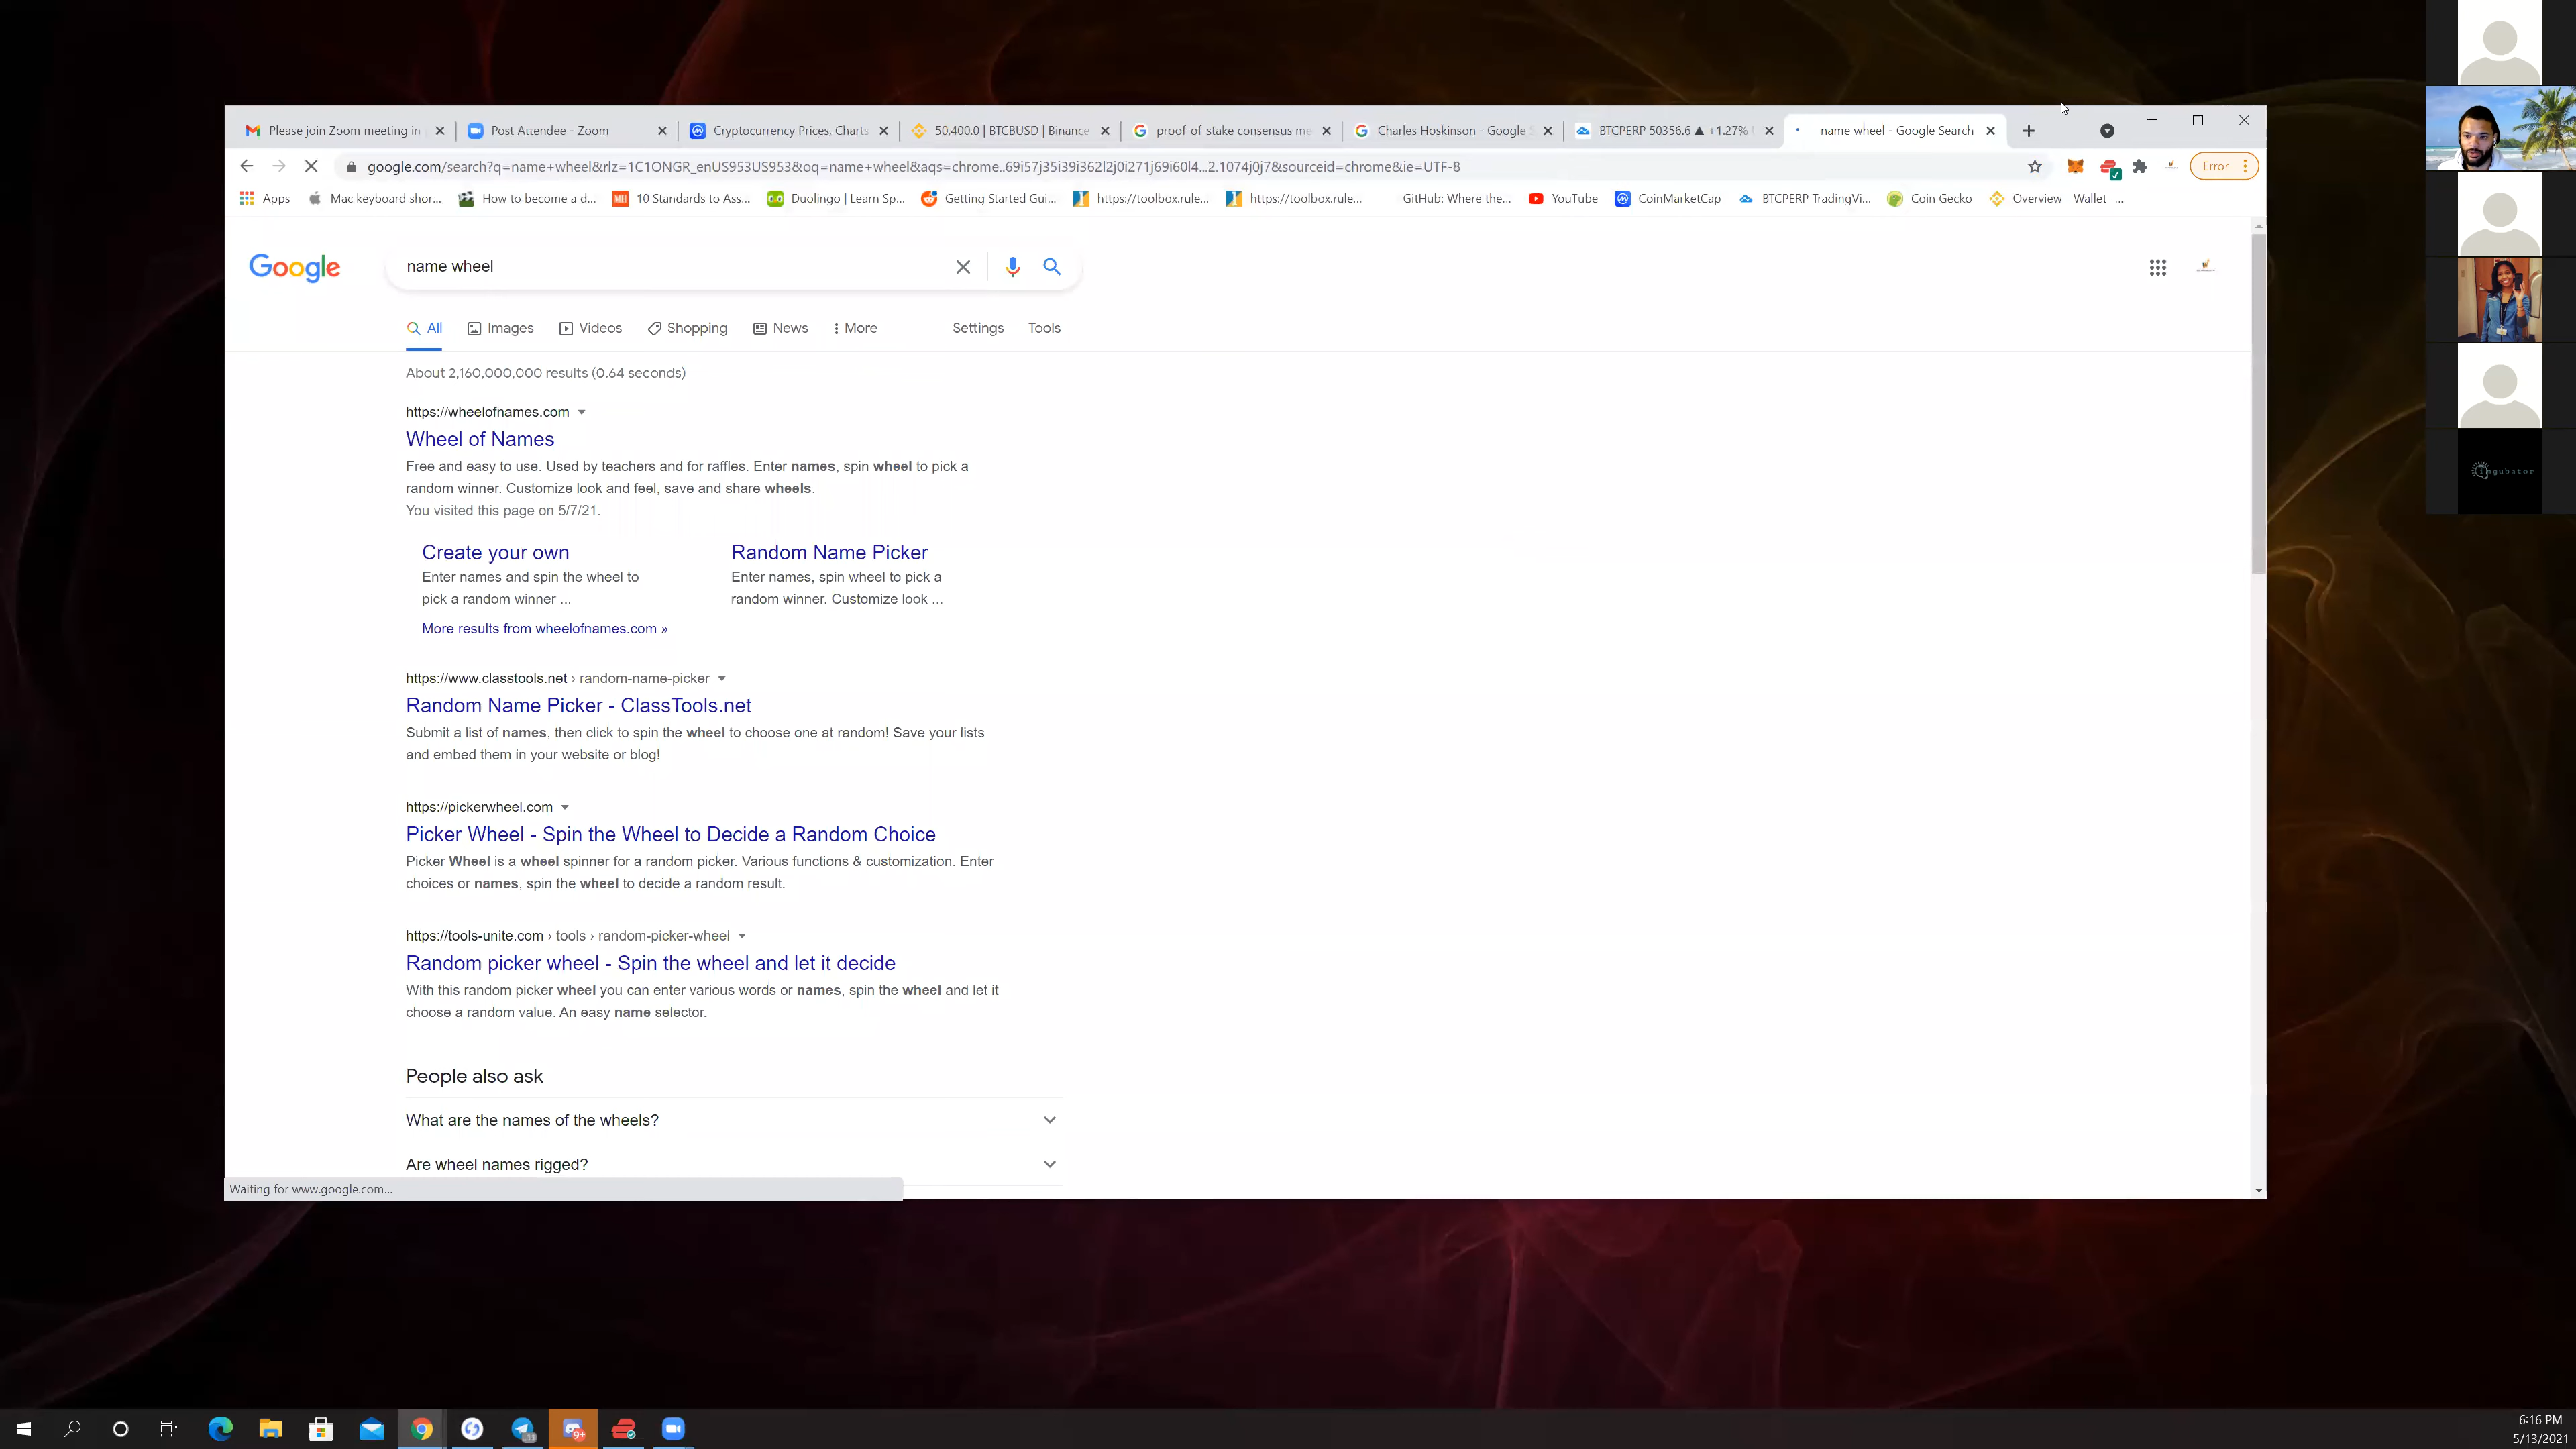 Please join Zoom meeting in
Post Attendee - Zoom
Cryptocurrency Prices, Charts
50,400.0 | BTCBUSD | Binance
proof-of-stake consensus me
Charles Hoskinson - Google S
BTCPERP 50356.6 ▲ +1.27%
name wheel - Google Search
google.com/search?q=name+wheel&rlz=1C1ONGR_enUS953US953&oq=name+wheel&aqs=chrome..69i57j35i39i362l2j0i271j69i60l4...2.1074j0j7&sourceid=chrome&ie=UTF-8
Error
Apps
Mac keyboard shor...
How to become a d...
10 Standards to Ass...
Duolingo | Learn Sp...
Getting Started Gui...
https://toolbox.rule...
https://toolbox.rule...
GitHub: Where the...
YouTube
CoinMarketCap
BTCPERP TradingVi...
Coin Gecko
Overview - Wallet -...
Google
name wheel
All
Images
Videos
Shopping
News
More
Settings
Tools
About 2,160,000,000 results (0.64 seconds)
https://wheelofnames.com
Wheel of Names
Free and easy to use. Used by teachers and for raffles. Enter names, spin wheel to pick a
random winner. Customize look and feel, save and share wheels.
You visited this page on 5/7/21.
Create your own
Enter names and spin the wheel to
pick a random winner ...
Random Name Picker
Enter names, spin wheel to pick a
random winner. Customize look ...
More results from wheelofnames.com »
https://www.classtools.net › random-name-picker
Random Name Picker - ClassTools.net
Submit a list of names, then click to spin the wheel to choose one at random! Save your lists
and embed them in your website or blog!
https://pickerwheel.com
Picker Wheel - Spin the Wheel to Decide a Random Choice
Picker Wheel is a wheel spinner for a random picker. Various functions & customization. Enter
choices or names, spin the wheel to decide a random result.
https://tools-unite.com › tools › random-picker-wheel
Random picker wheel - Spin the wheel and let it decide
With this random picker wheel you can enter various words or names, spin the wheel and let it
choose a random value. An easy name selector.
People also ask
What are the names of the wheels?
Are wheel names rigged?
Waiting for www.google.com...
ingubator
MH
11
9+
6:16 PM
5/13/2021